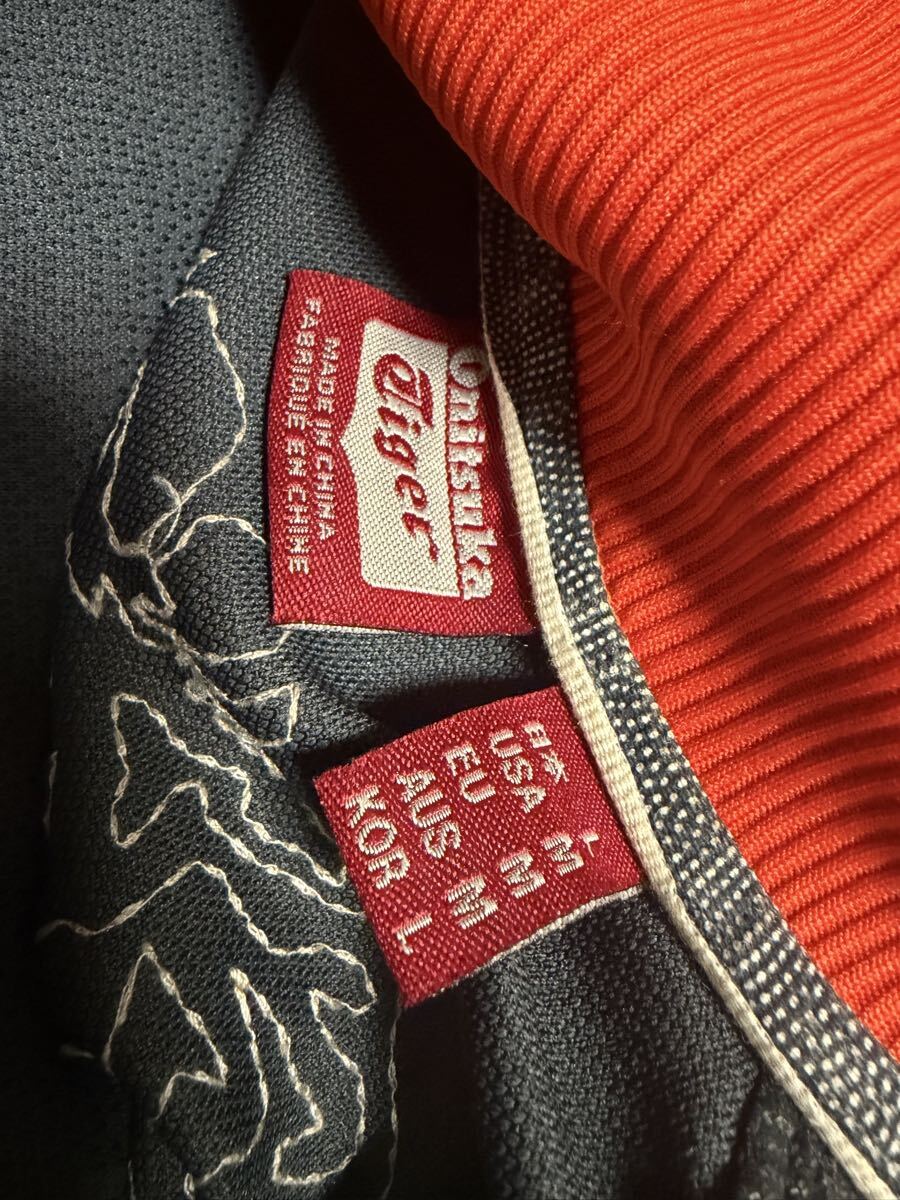 Onitsuka
Tiger
MADE IN CHINA
FABRIQUE EN CHINE
日本 L
USA M
EU M
AUS M
KOR L